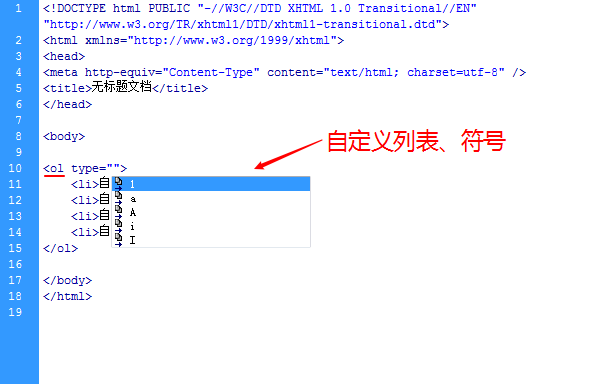 1 <!DOCTYPE html PUBLIC "-//W3C//DTD XHTML 1.0 Transitional//EN"
"http://www.w3.org/TR/xhtml1/DTD/xhtml1-transitional.dtd">
2 <html xmlns="http://www.w3.org/1999/xhtml">
3 <head>
4 <meta http-equiv="Content-Type" content="text/html; charset=utf-8" />
5 <title>无标题文档</title>
6 </head>
7
8 <body>
自定义列表、符号
9
10 <ol type="">
11 <li>自 1
12 <li>自 a
13 <li>自 A
14 <li>自 i
I
15 </ol>
16
17 </body>
18 </html>
19